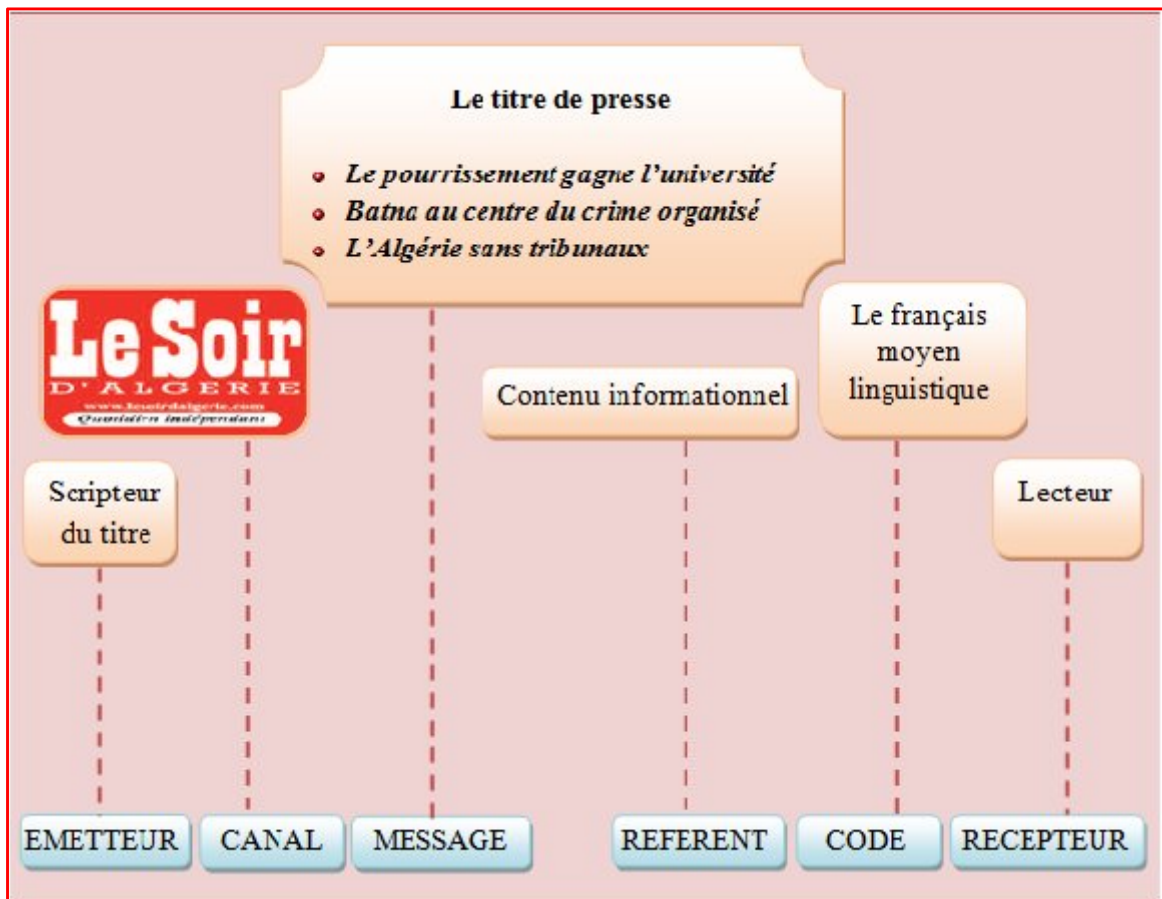 Le titre de presse
Le pourrissement gagne l'université
Batna au centre du crime organisé
L'Algérie sans tribunaux
Le Soir
D'ALGERIE
www.lesoirdalgerie.com
Quotidien indépendant
Le français
moyen
linguistique
Contenu informationnel
Scripteur
du titre
Lecteur
EMETTEUR
CANAL
MESSAGE
REFERENT
CODE
RECEPTEUR